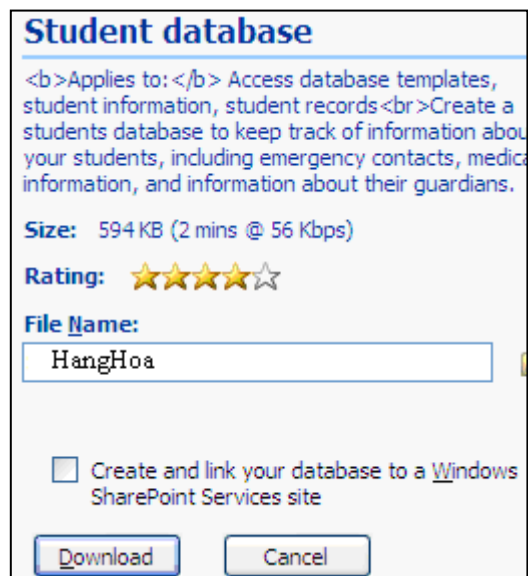 Student database
<b>Applies to:</b> Access database templates,
student information, student records<br>Create a
students database to keep track of information abou
your students, including emergency contacts, medica
information, and information about their guardians.
Size: 594 KB (2 mins @ 56 Kbps)
Rating:
File Name:
HangHoa
Create and link your database to a Windows
SharePoint Services site
Download Cancel